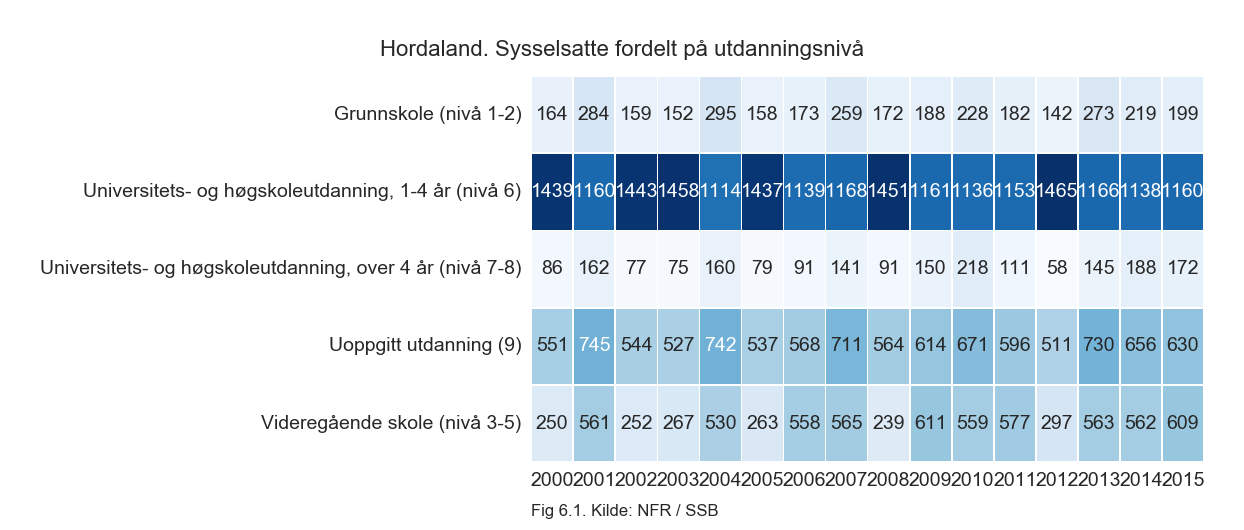 Hordaland. Sysselsatte fordelt på utdanningsnivå
Grunnskole (nivå 1-2) 164 284 159 152 295 158 173 259 172 188 228 182 142 273 219 199
Universitets- og høgskoleutdanning, 1-4 år (nivå 6) 1439 1160 1443 1458 1114 1437 1139 1168 1451 1161 1136 1153 1465 1166 1138 1160
Universitets- og høgskoleutdanning, over 4 år (nivå 7-8) 86 162 77 75 160 79 91 141 91 150 218 111 58 145 188 172
Uoppgitt utdanning (9) 551 745 544 527 742 537 568 711 564 614 671 596 511 730 656 630
Videregående skole (nivå 3-5) 250 561 252 267 530 263 558 565 239 611 559 577 297 563 562 609
2000 2001 2002 2003 2004 2005 2006 2007 2008 2009 2010 2011 2012 2013 2014 2015
Fig 6.1. Kilde: NFR / SSB